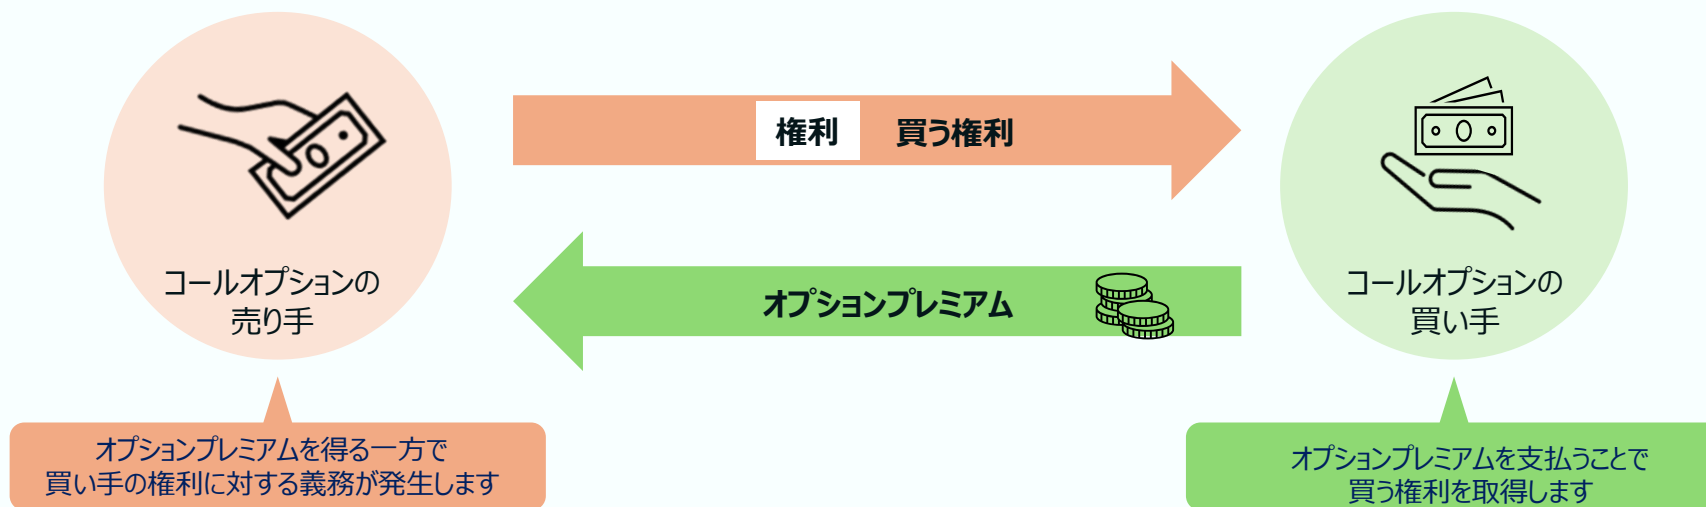 権利 買う権利
コールオプションの
売り手
オプションプレミアム
コールオプションの
買い手
オプションプレミアムを得る一方で
買い手の権利に対する義務が発生します
オプションプレミアムを支払うことで
買う権利を取得します